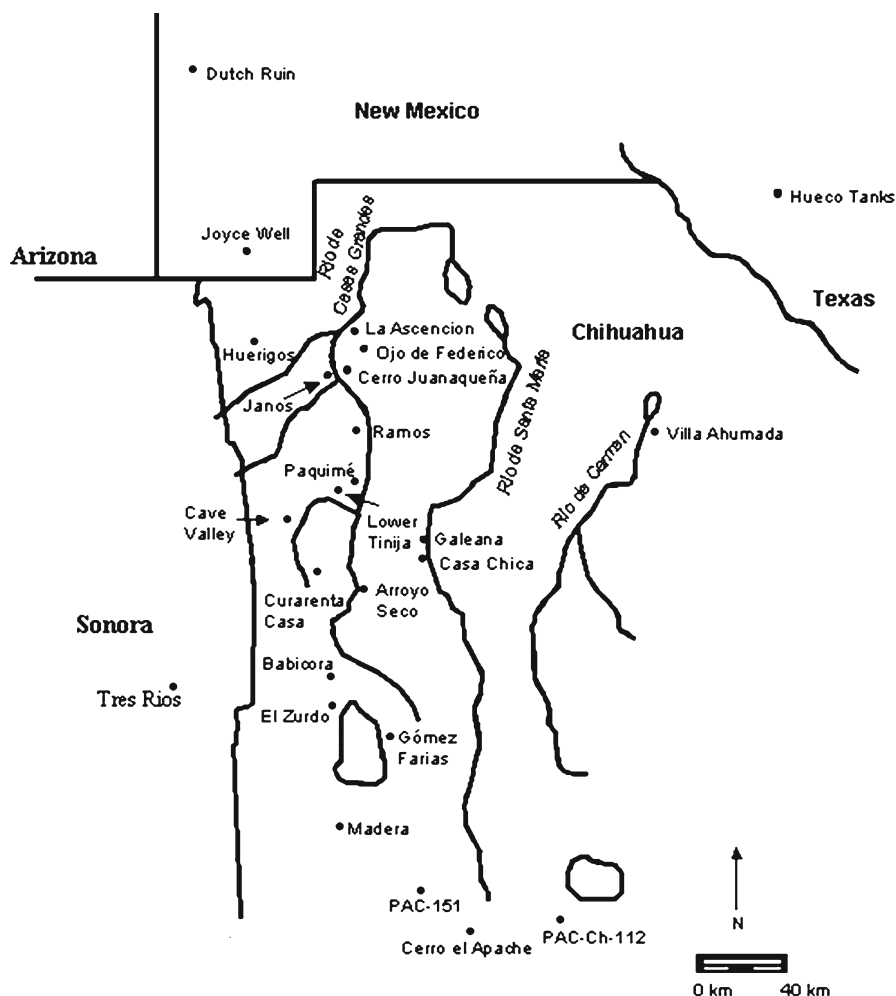 Dutch Ruin
New Mexico
Hueco Tanks
Joyce Well
Rio de
Casas Grandes
Arizona
Texas
La Ascencion
Chihuahua
Huerigos
Ojo de Federico
Cerro Juanaqueña
Janos
Rio de Santa Maria
Ramos
Villa Ahumada
Rio de Carmen
Paquimé
Cave
Valley
Lower
Tinija
Galeana
Casa Chica
Curarenta
Casa
Arroyo
Seco
Sonora
Babicora
Tres Rios
El Zurdo
Gómez
Farias
Madera
PAC-151
N
Cerro el Apache
PAC-Ch-112
0 km
40 km